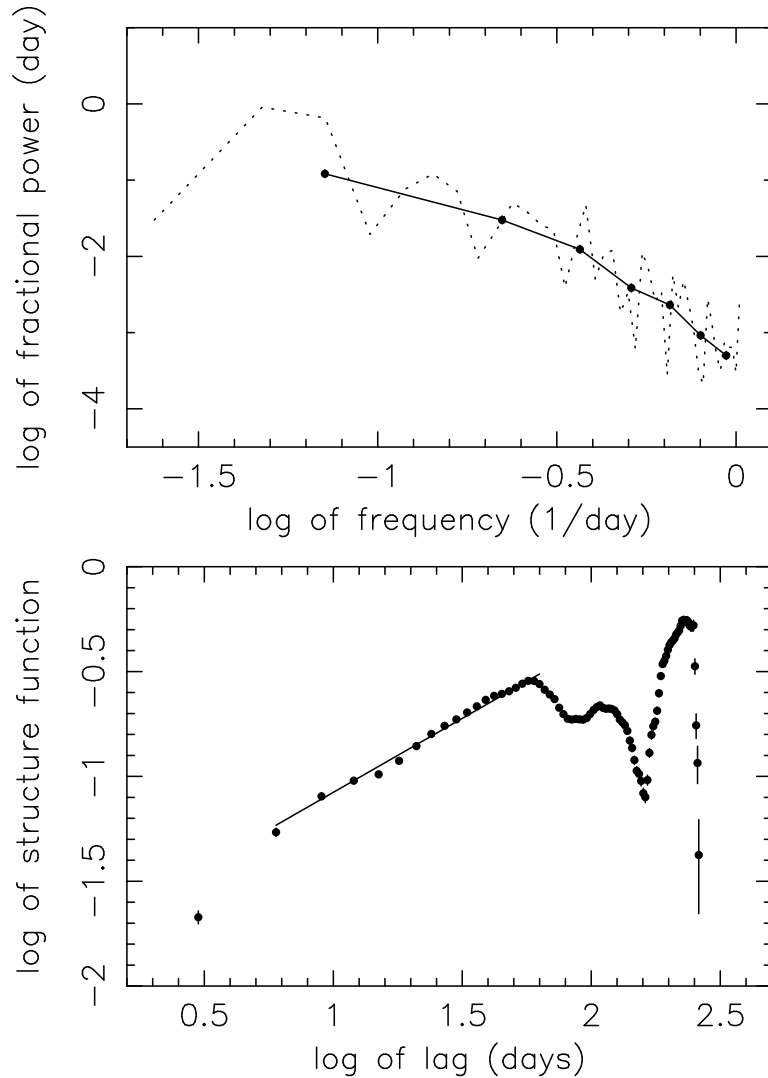 log of fractional power (day)
0
−2
−4
−1.5 −1 −0.5 0
log of frequency (1/day)
log of structure function
0
−0.5
−1
−1.5
−2
0.5 1 1.5 2 2.5
log of lag (days)